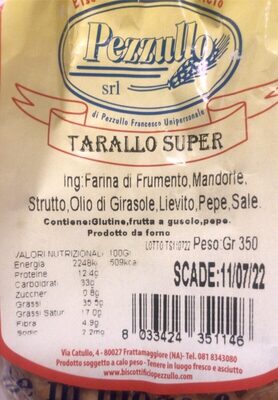 Pezzullo
srl
di Pezzullo Francesco Unipersonale
TARALLO SUPER
Ing:Farina di Frumento,Mandorle,
Strutto,Olio di Girasole,Lievito,Pepe,Sale.
Contiene:Glutine,frutta a gusolo,pepe.
Prodotto da forno
LOTTO TS110722 Peso:Gr 350
VALORI NUTRIZIONALI 100Gr
Energia 2248kj 509kcal
Proteine 12.4g
Carboidrati 33g
Zuccheri 0.8g
Grassi 35.5g
Grassi Saturi 17.0g
Fibra 4.9g
Sodio 2.2mg
SCADE:11/07/22
8 033424 351146
Via Catullo, 4 - 80027 Frattamaggiore (NA)- Tel. 081 8343080
Prodotto soggetto a calo peso - Tenere in luogo fresco e asciutto
www.biscottificiopezzullo.com